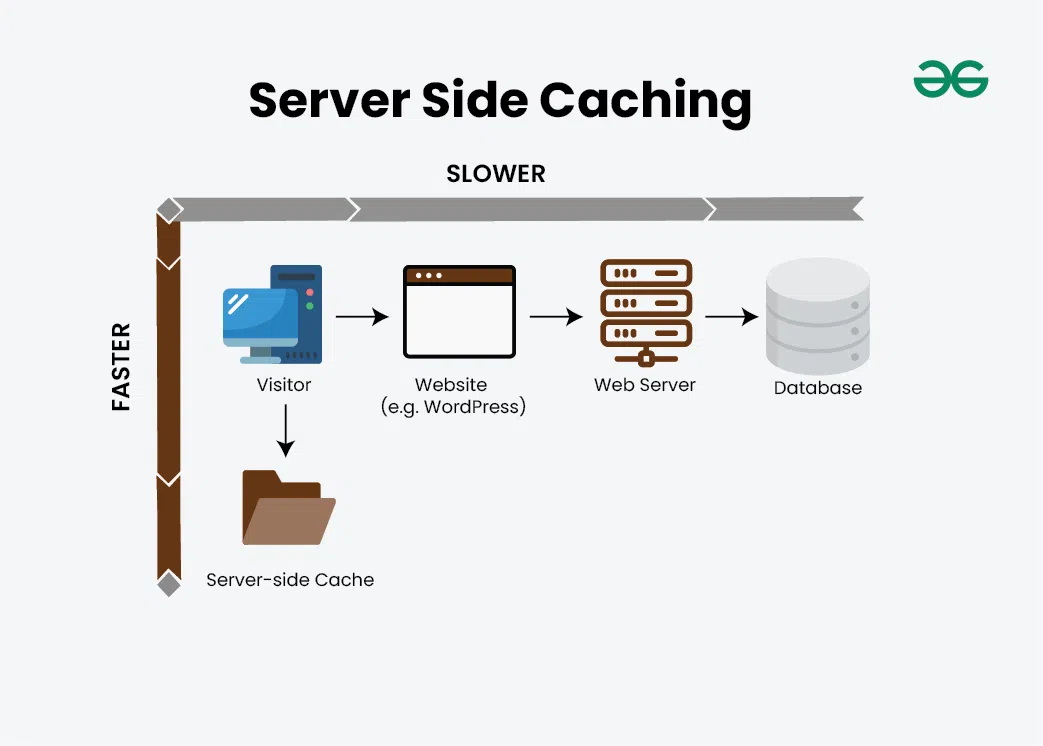 Server Side Caching
SLOWER
FASTER
Visitor
Website
(e.g. WordPress)
Web Server
Database
Server-side Cache